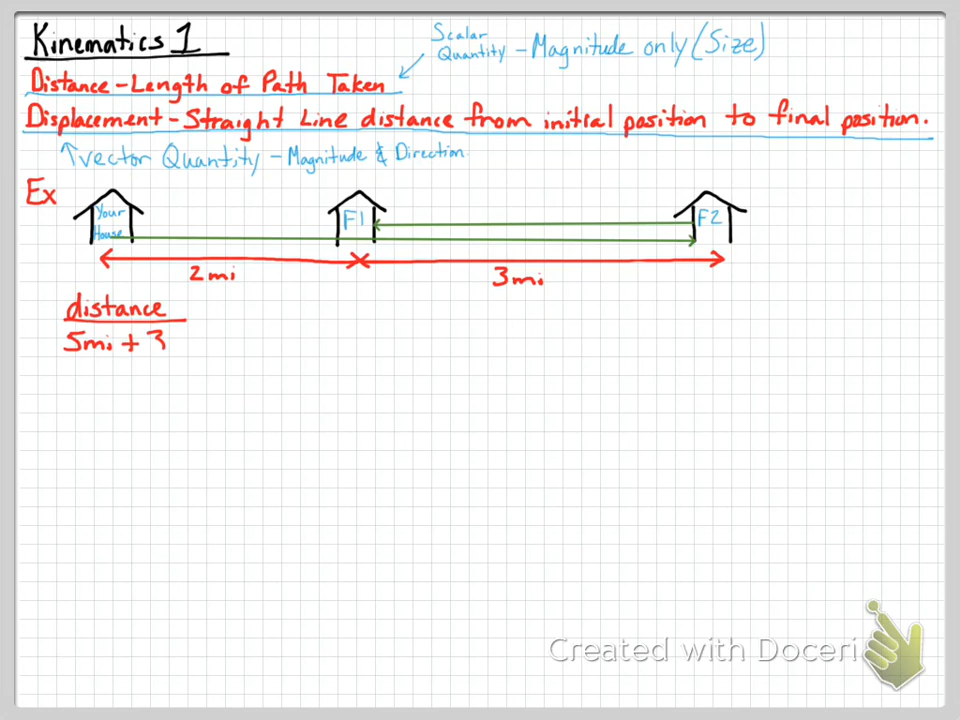 Kinematics 1
Scalar
Quantity - Magnitude only (Size)
Distance - Length of Path Taken
Displacement - Straight Line distance from initial position to final position.
vector Quantity - Magnitude & Direction
Ex
Your
House
F1
F2
2mi
3mi
distance
5mi + 3
Created with Doceri